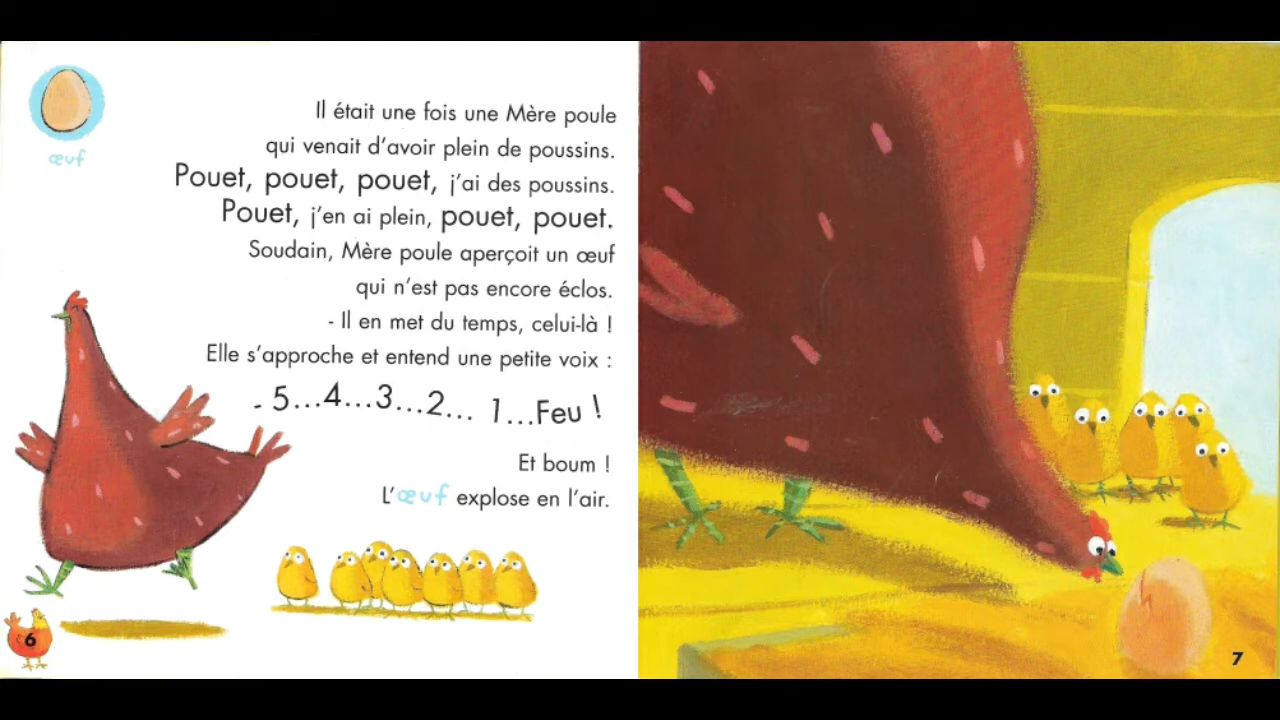 œuf
Il était une fois une Mère poule
qui venait d'avoir plein de poussins.
Pouet, pouet, pouet, j'ai des poussins.
Pouet, j'en ai plein, pouet, pouet.
Soudain, Mère poule aperçoit un œuf
qui n'est pas encore éclos.
- Il en met du temps, celui-là !
Elle s'approche et entend une petite voix :
- 5...4...3...2... 1...Feu !
Et boum !
L'œuf explose en l'air.
6
7